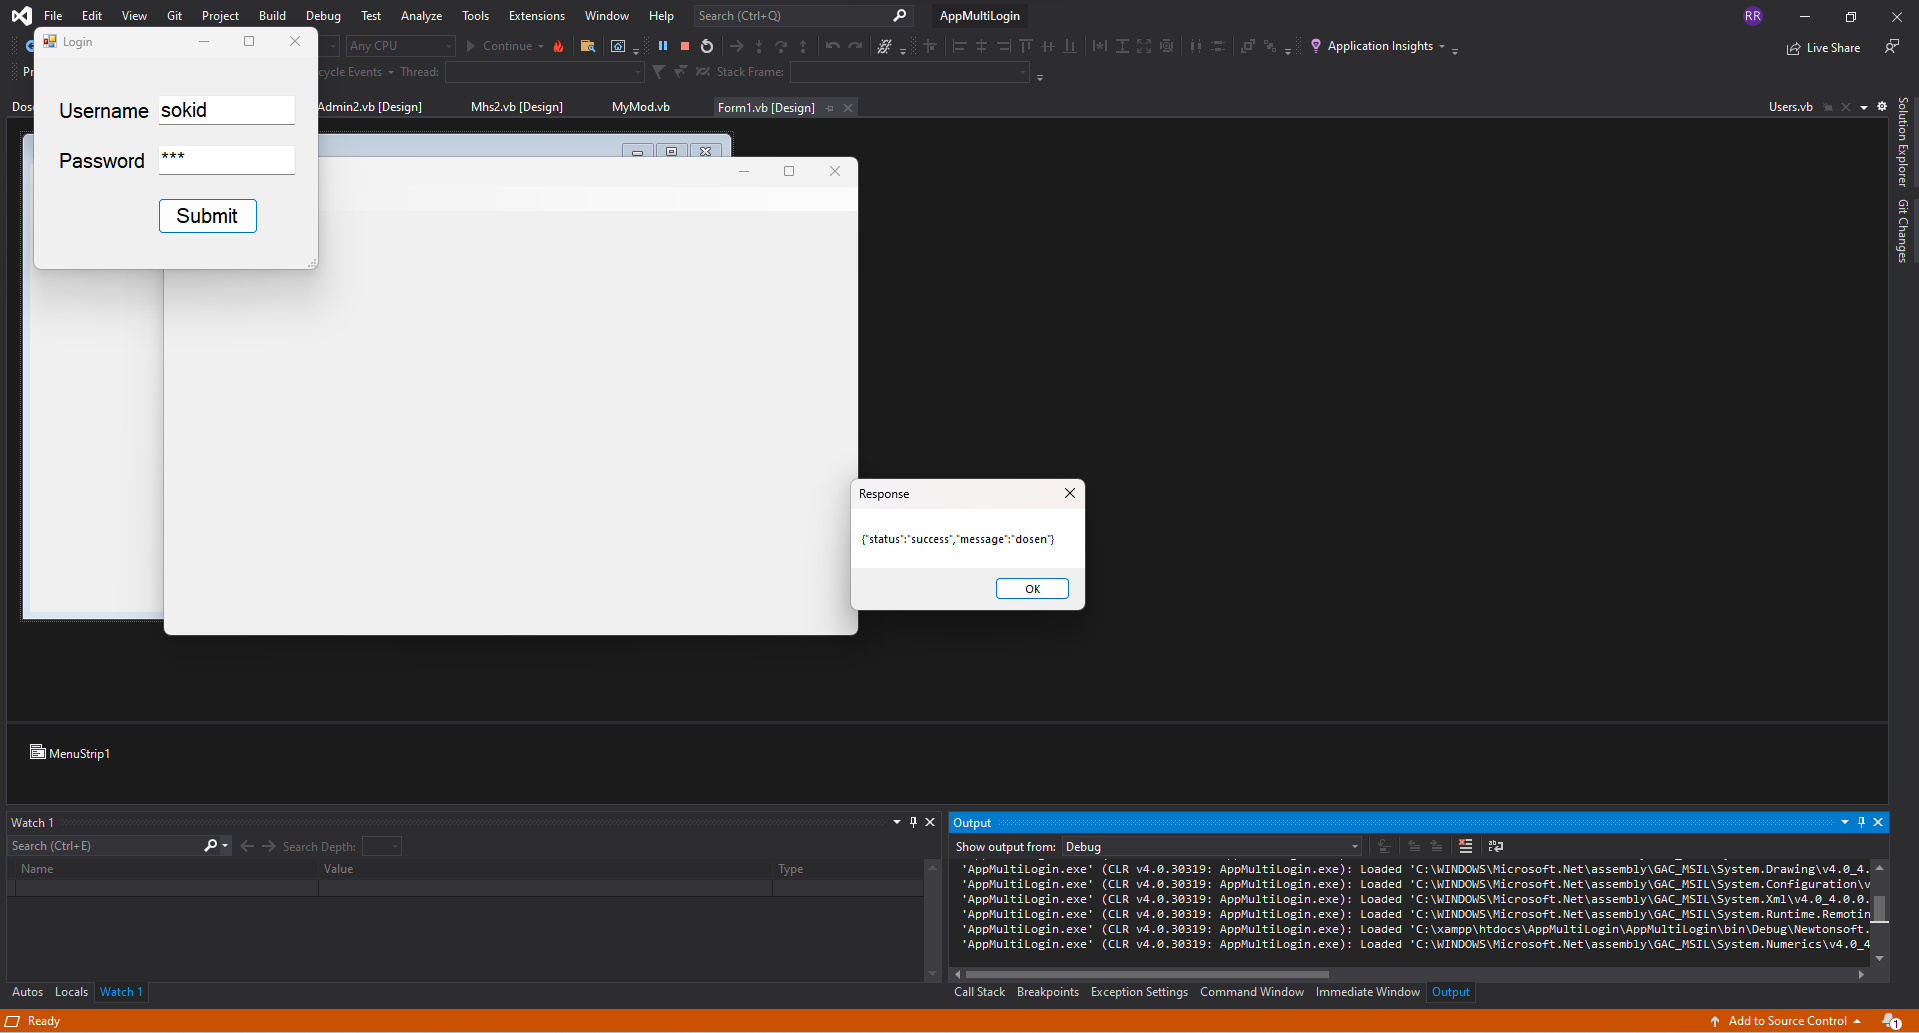 File Edit View Git Project Build Debug Test Analyze Tools Extensions Window Help Search (Ctrl+Q) AppMultiLogin RR
Login
Any CPU Continue Application Insights Live Share
cycle Events Thread: Stack Frame:
Admin2.vb [Design] Mhs2.vb [Design] MyMod.vb Form1.vb [Design] Users.vb
Username sokid
Password ***
Submit
Solution Explorer
Git Changes
Response
{"status":"success","message":"dosen"}
OK
MenuStrip1
Watch 1
Search (Ctrl+E) Search Depth:
Name Value Type
Autos Locals Watch 1
Output
Show output from: Debug
'AppMultiLogin.exe' (CLR v4.0.30319: AppMultiLogin.exe): Loaded 'C:\WINDOWS\Microsoft.Net\assembly\GAC_MSIL\System.Drawing\v4.0_4.
'AppMultiLogin.exe' (CLR v4.0.30319: AppMultiLogin.exe): Loaded 'C:\WINDOWS\Microsoft.Net\assembly\GAC_MSIL\System.Configuration\v
'AppMultiLogin.exe' (CLR v4.0.30319: AppMultiLogin.exe): Loaded 'C:\WINDOWS\Microsoft.Net\assembly\GAC_MSIL\System.Xml\v4.0_4.0.0.
'AppMultiLogin.exe' (CLR v4.0.30319: AppMultiLogin.exe): Loaded 'C:\WINDOWS\Microsoft.Net\assembly\GAC_MSIL\System.Runtime.Remotin
'AppMultiLogin.exe' (CLR v4.0.30319: AppMultiLogin.exe): Loaded 'C:\xampp\htdocs\AppMultiLogin\AppMultiLogin\bin\Debug\Newtonsoft.
'AppMultiLogin.exe' (CLR v4.0.30319: AppMultiLogin.exe): Loaded 'C:\WINDOWS\Microsoft.Net\assembly\GAC_MSIL\System.Numerics\v4.0_4
Call Stack Breakpoints Exception Settings Command Window Immediate Window Output
Ready Add to Source Control 1